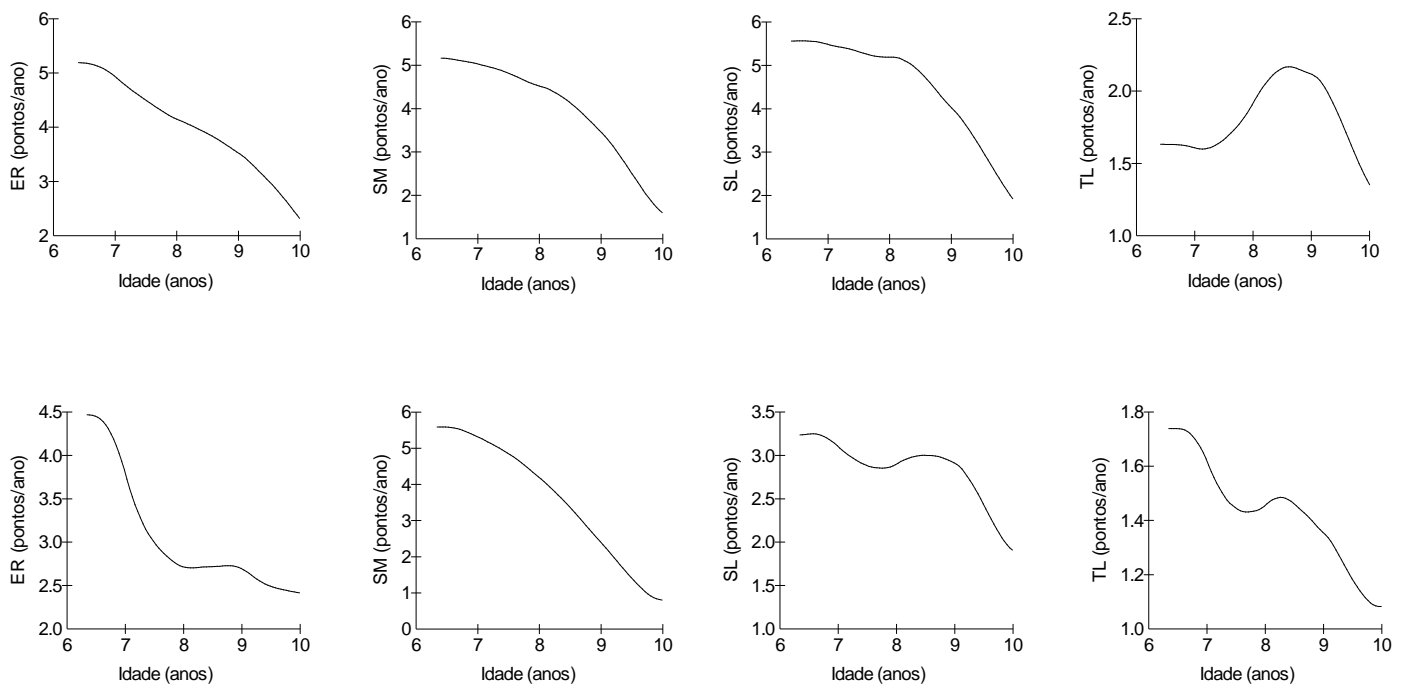 6
5
4
3
2
ER (pontos/ano)
6 7 8 9 10
Idade (anos)
6
5
4
3
2
1
SM (pontos/ano)
6 7 8 9 10
Idade (anos)
6
5
4
3
2
1
SL (pontos/ano)
6 7 8 9 10
Idade (anos)
2.5
2.0
1.5
1.0
TL (pontos/ano)
6 7 8 9 10
Idade (anos)
4.5
4.0
3.5
3.0
2.5
2.0
ER (pontos/ano)
6 7 8 9 10
Idade (anos)
6
5
4
3
2
1
0
SM (pontos/ano)
6 7 8 9 10
Idade (anos)
3.5
3.0
2.5
2.0
1.5
1.0
SL (pontos/ano)
6 7 8 9 10
Idade (anos)
1.8
1.6
1.4
1.2
1.0
TL (pontos/ano)
6 7 8 9 10
Idade (anos)